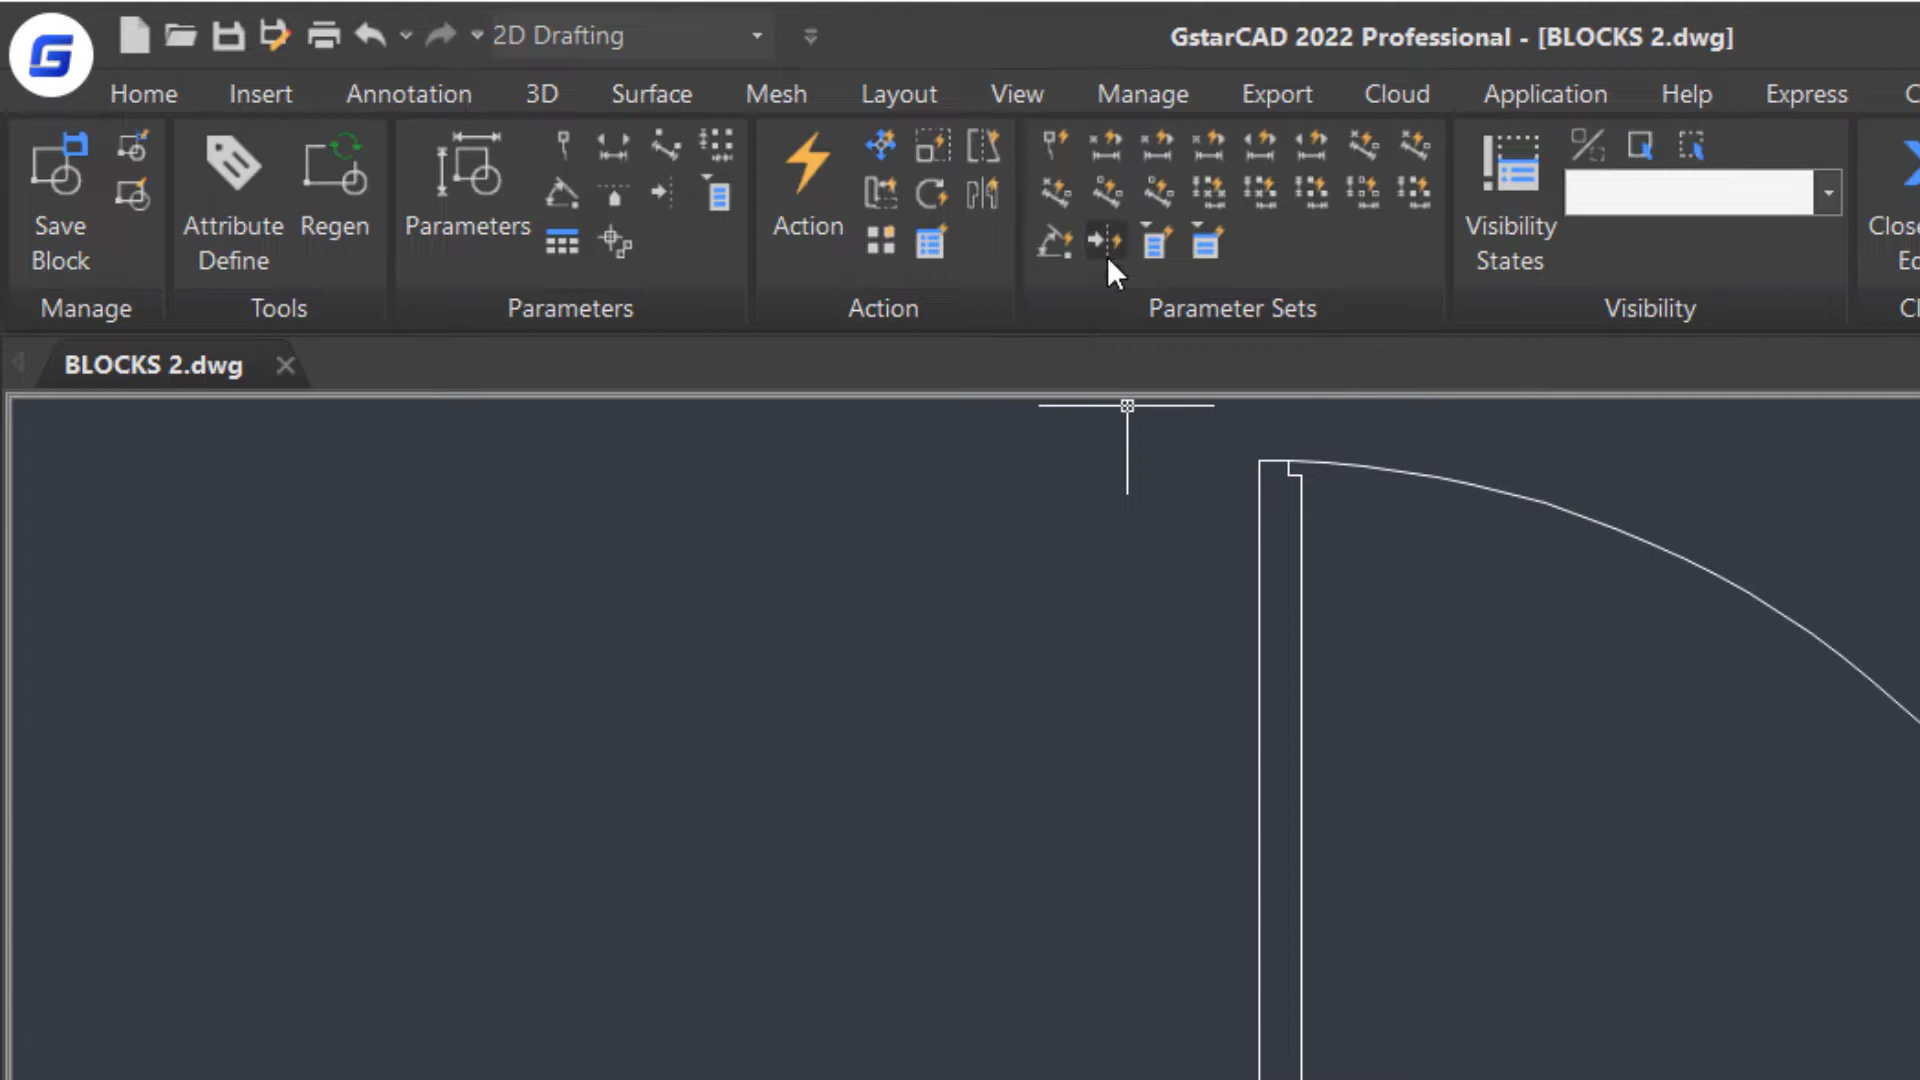 2D Drafting
GstarCAD 2022 Professional - [BLOCKS 2.dwg]
Home Insert Annotation 3D Surface Mesh Layout View Manage Export Cloud Application Help Express
Save Block
Attribute Define
Regen
Parameters
Action
Visibility States
Manage Tools Parameters Action Parameter Sets Visibility
BLOCKS 2.dwg